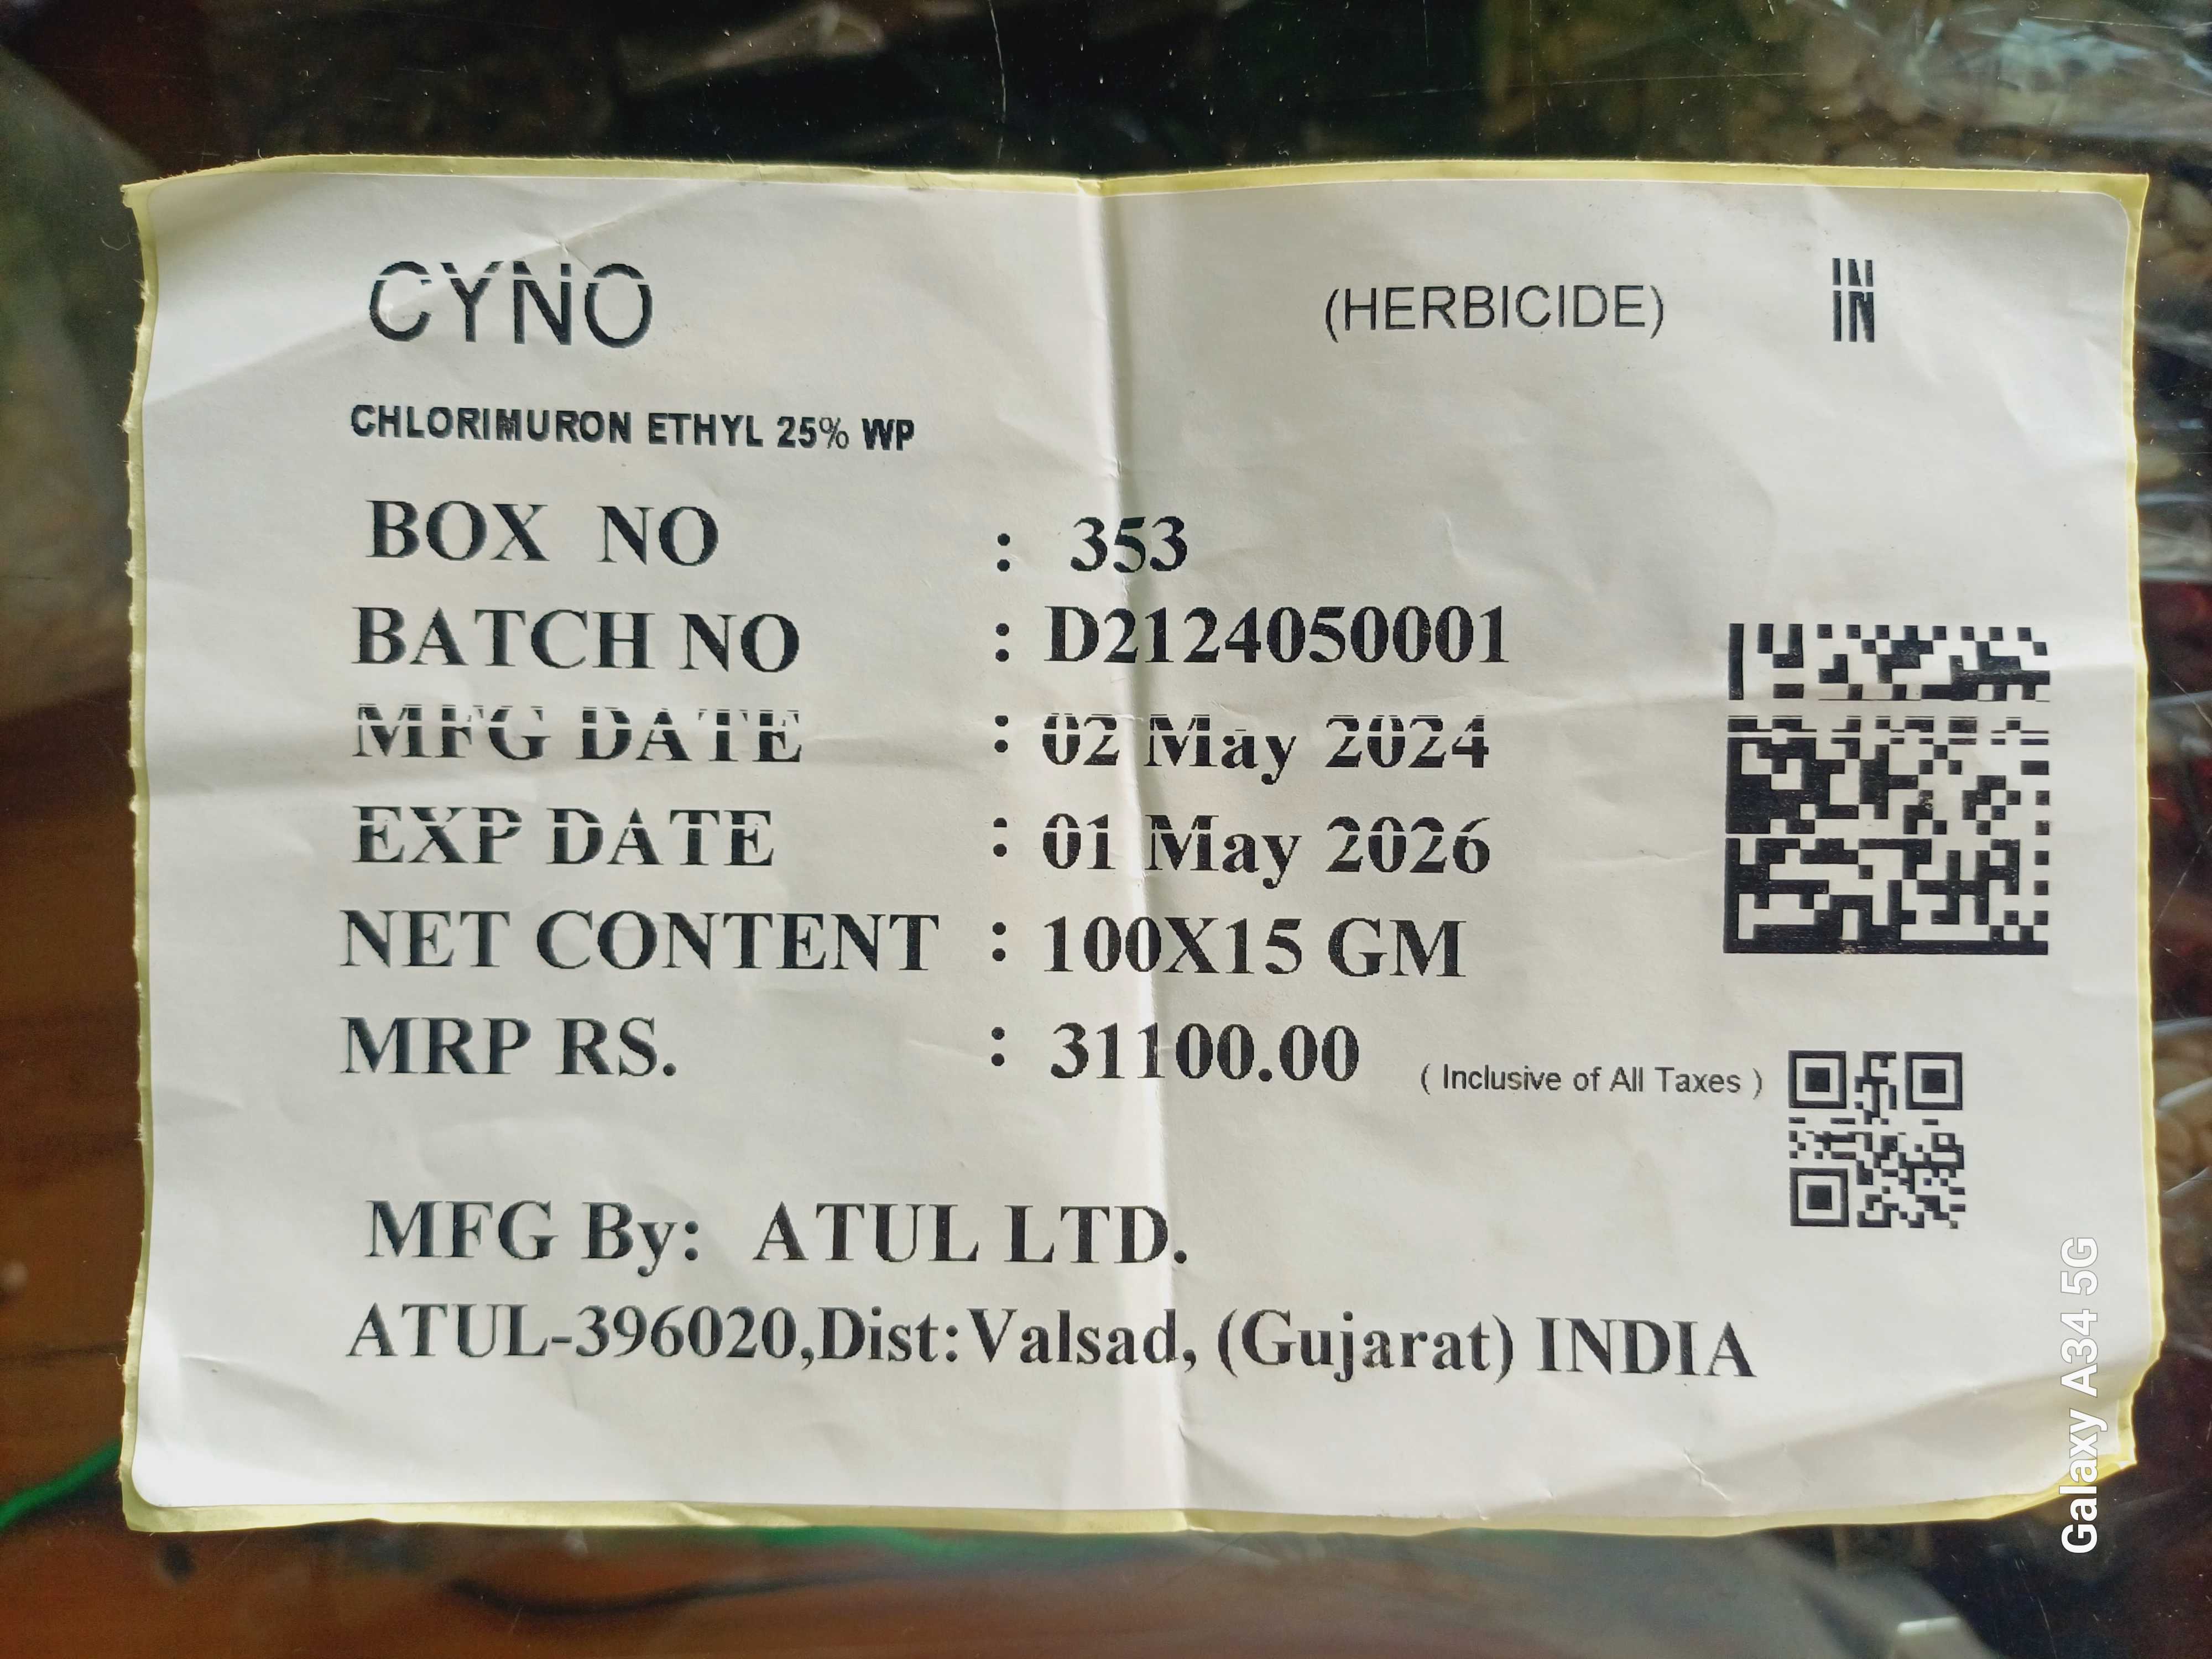 CYNO (HERBICIDE) IN
CHLORIMURON ETHYL 25% WP
BOX NO : 353
BATCH NO : D2124050001
MFG DATE : 02 May 2024
EXP DATE : 01 May 2026
NET CONTENT : 100X15 GM
MRP RS. : 31100.00 ( Inclusive of All Taxes )
MFG By: ATUL LTD.
ATUL-396020,Dist:Valsad, (Gujarat) INDIA
Galaxy A34 5G